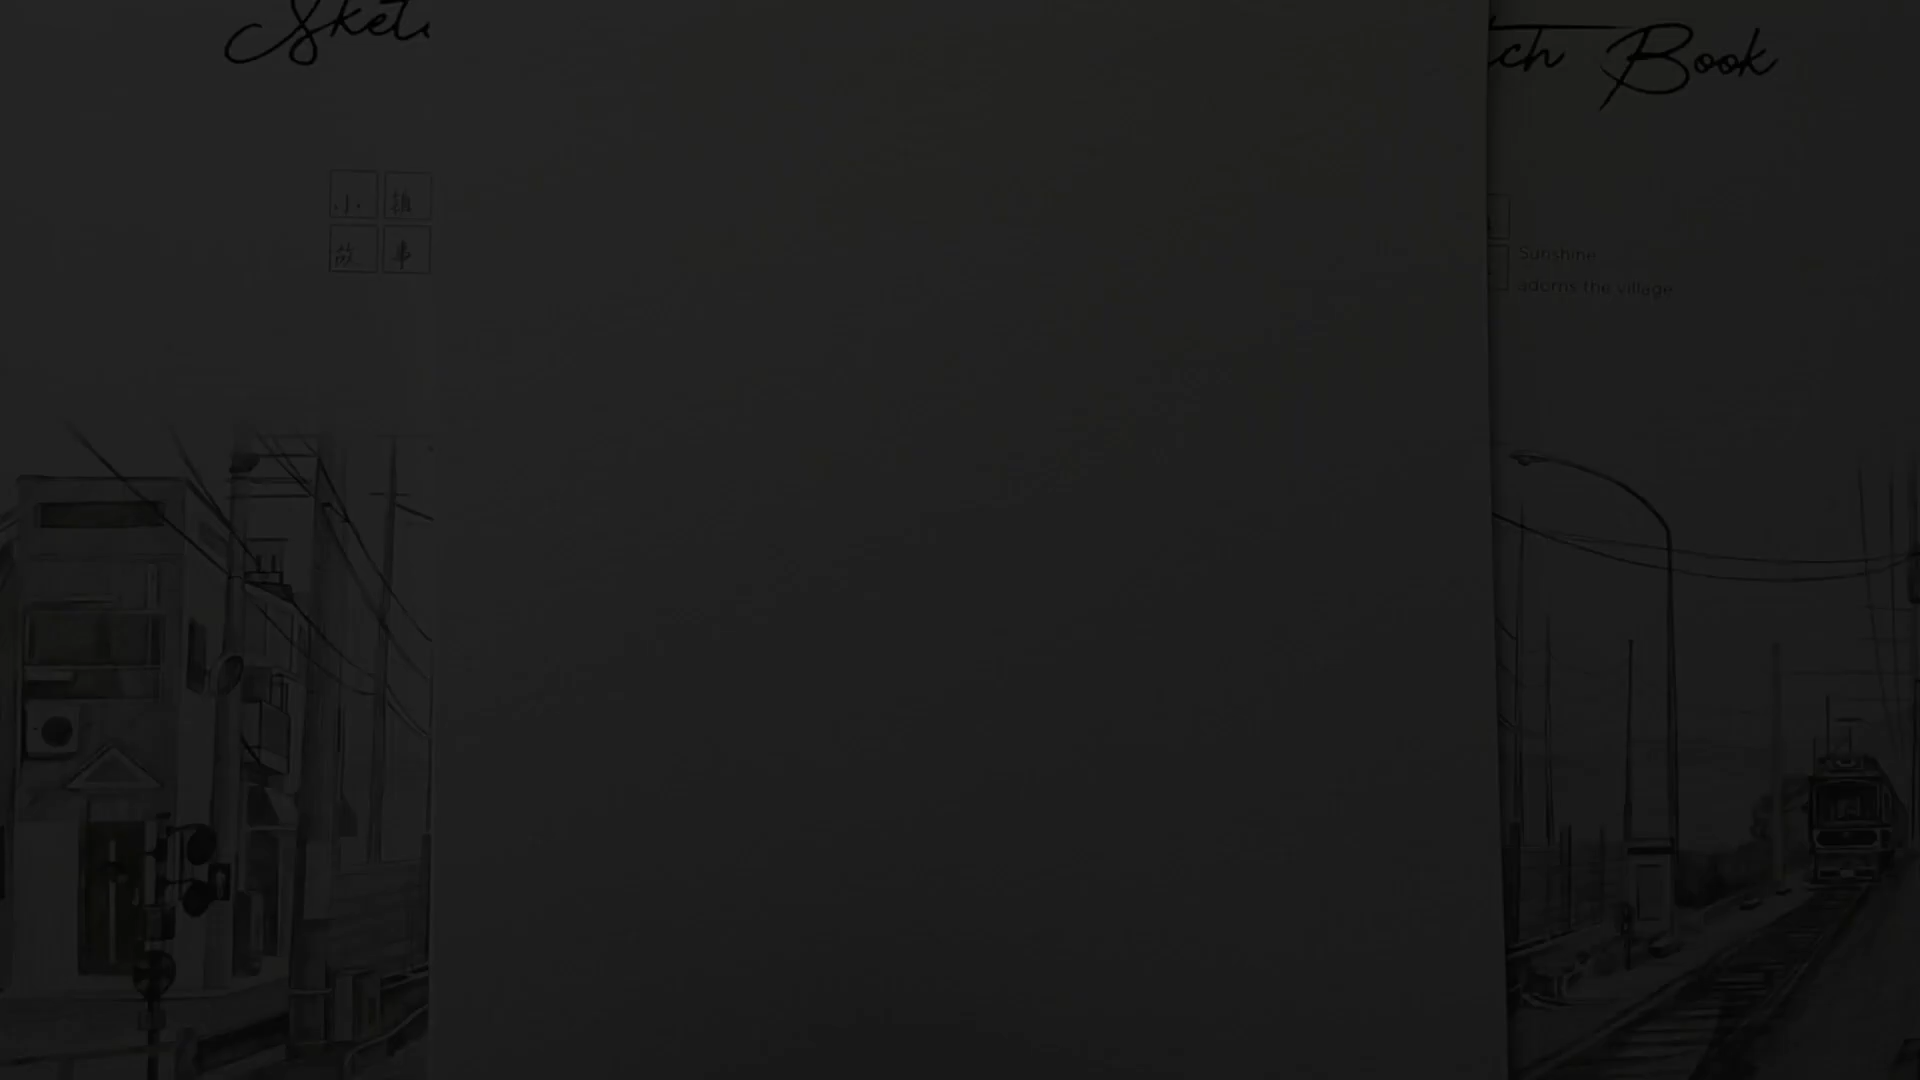 Sket
小镇
故事
tch Book
Sunshine
adorns the village